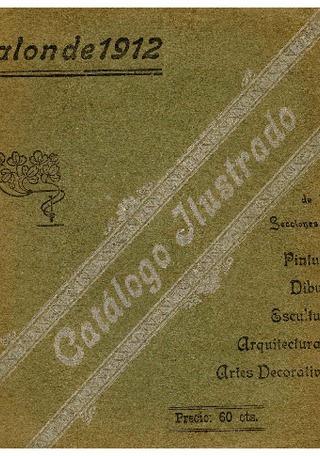 alon de 1912
Catálogo Ilustrado
de
Secciones
Pintu
Dibu
Escultu
Arquitectura
Artes Decorativ
Precio: 60 cts.